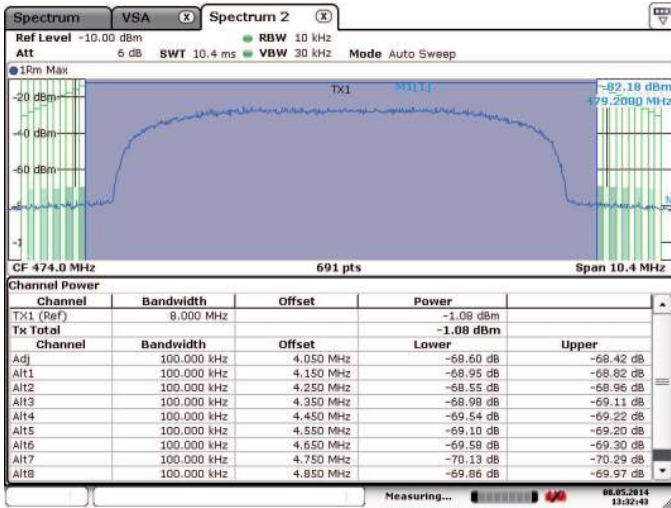 Spectrum VSA X Spectrum 2 X
Ref Level -10.00 dBm RBW 10 kHz
Att 6 dB SWT 10.4 ms VBW 30 kHz Mode Auto Sweep
1Rm Max
TX1 M1[1] -82.18 dBm
479.2000 MHz
-20 dBm
-40 dBm
-60 dBm
CF 474.0 MHz 691 pts Span 10.4 MHz
Channel Power
Channel Bandwidth Offset Power
TX1 (Ref) 8.000 MHz -1.08 dBm
Tx Total -1.08 dBm
Channel Bandwidth Offset Lower Upper
Adj 100.000 kHz 4.050 MHz -68.60 dB -68.42 dB
Alt1 100.000 kHz 4.150 MHz -68.95 dB -68.82 dB
Alt2 100.000 kHz 4.250 MHz -68.55 dB -68.96 dB
Alt3 100.000 kHz 4.350 MHz -68.98 dB -69.11 dB
Alt4 100.000 kHz 4.450 MHz -69.54 dB -69.22 dB
Alt5 100.000 kHz 4.550 MHz -69.10 dB -69.20 dB
Alt6 100.000 kHz 4.650 MHz -69.58 dB -69.30 dB
Alt7 100.000 kHz 4.750 MHz -70.13 dB -70.29 dB
Alt8 100.000 kHz 4.850 MHz -69.86 dB -69.97 dB
Measuring... 08.05.2014
13:32:43